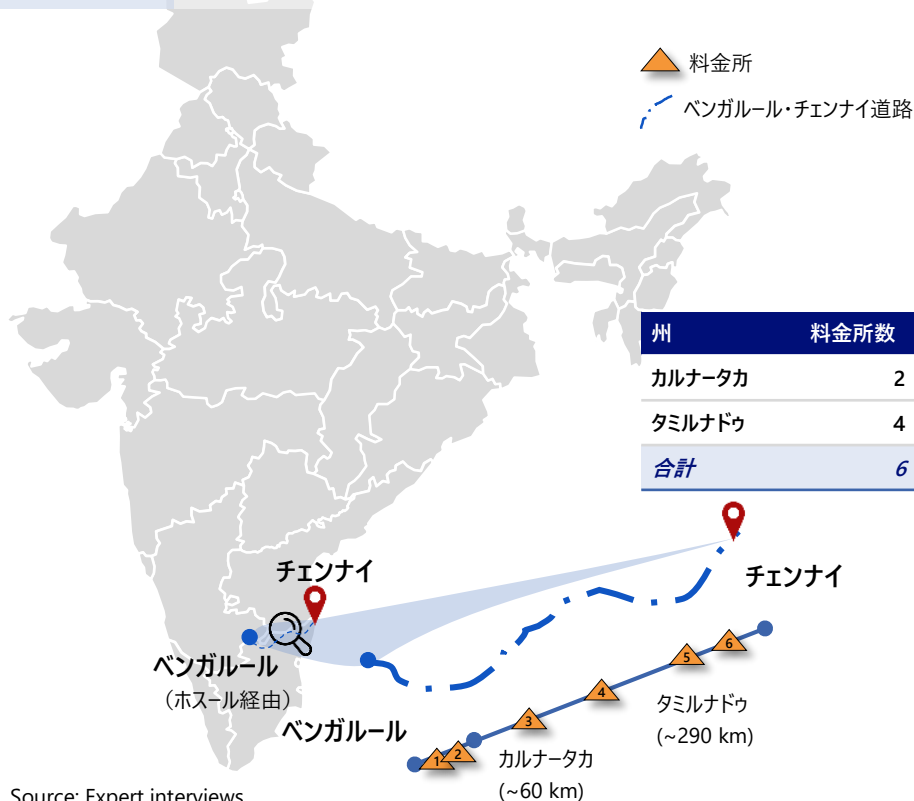 料金所
ベンガルール・チェンナイ道路
州 料金所数
カルナータカ 2
タミルナドゥ 4
合計 6
チェンナイ
チェンナイ
ベンガルール
（ホスール経由）
ベンガルール
6
5
4
3
2
1
タミルナドゥ
(~290 km)
カルナータカ
(~60 km)
Source: Expert interviews